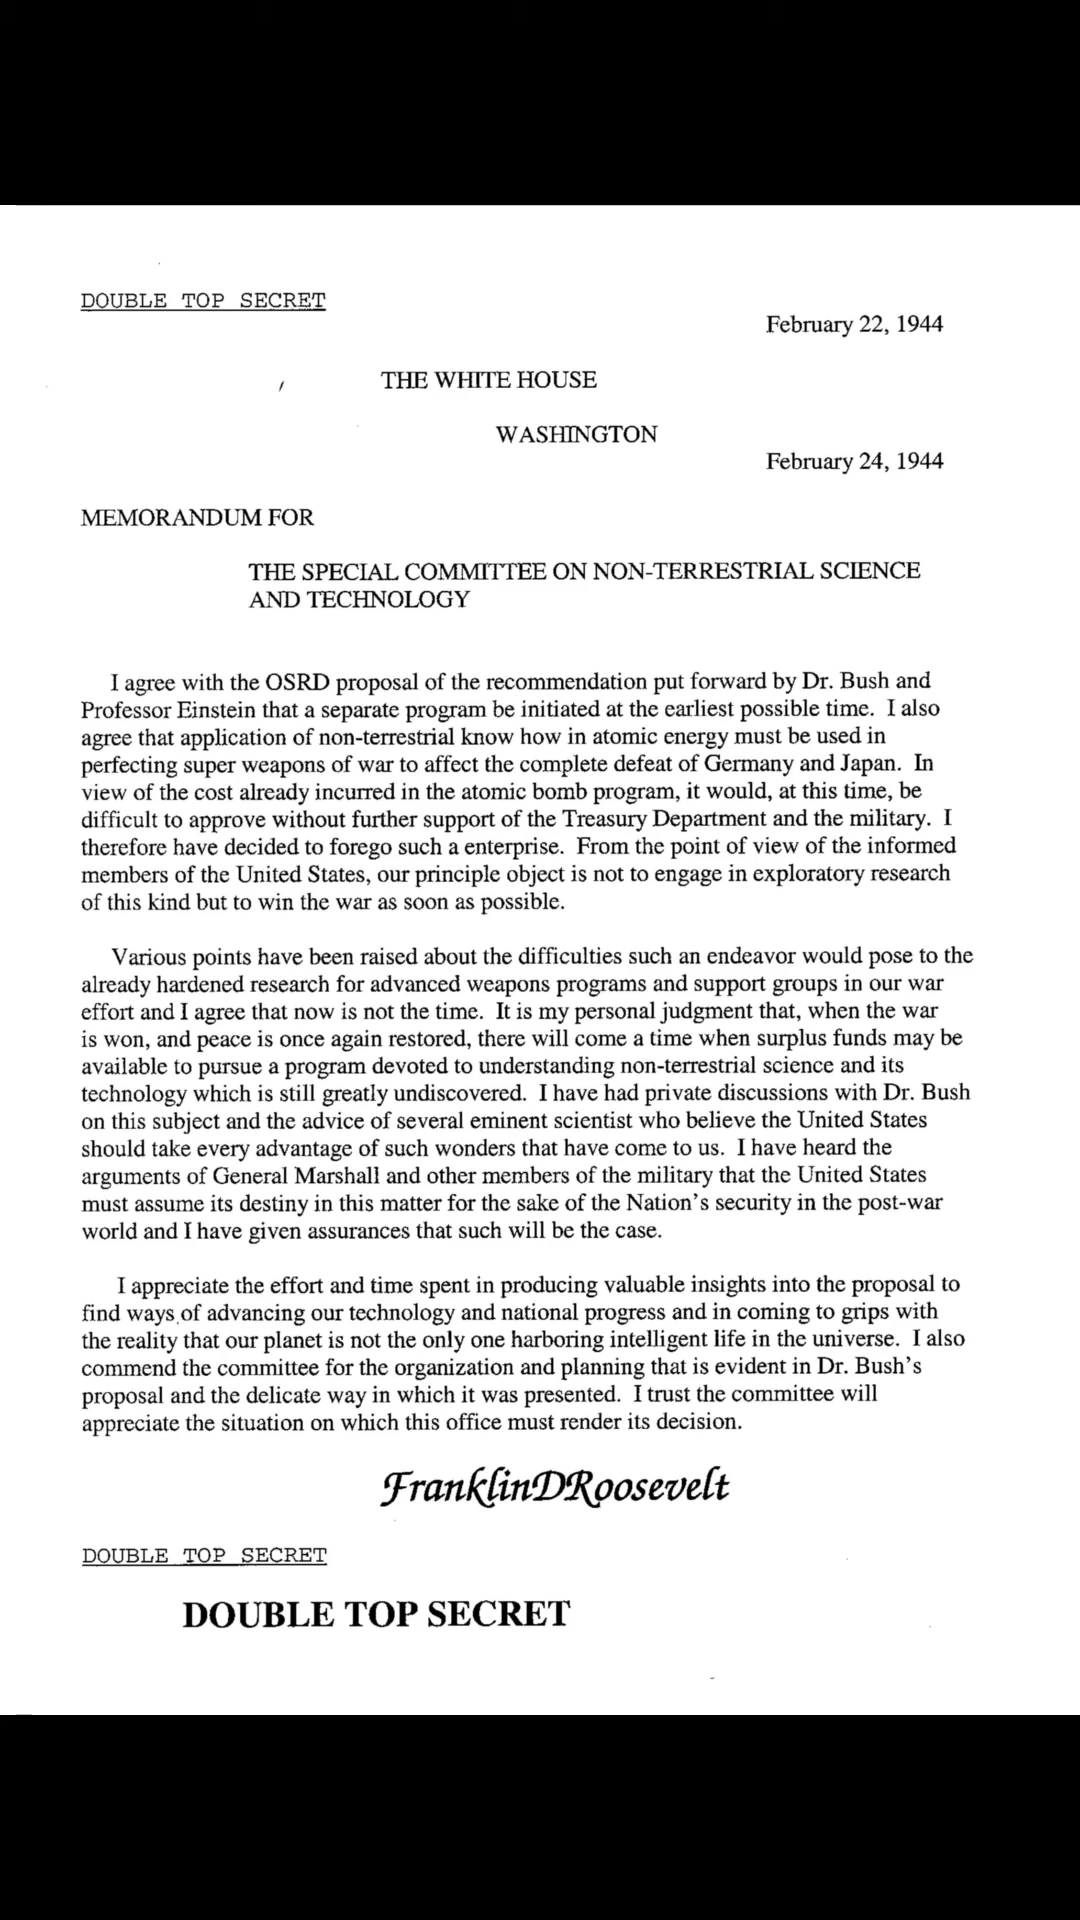 DOUBLE TOP SECRET
February 22, 1944
THE WHITE HOUSE
WASHINGTON
February 24, 1944
MEMORANDUM FOR
THE SPECIAL COMMITTEE ON NON-TERRESTRIAL SCIENCE
AND TECHNOLOGY
I agree with the OSRD proposal of the recommendation put forward by Dr. Bush and
Professor Einstein that a separate program be initiated at the earliest possible time. I also
agree that application of non-terrestrial know how in atomic energy must be used in
perfecting super weapons of war to affect the complete defeat of Germany and Japan. In
view of the cost already incurred in the atomic bomb program, it would, at this time, be
difficult to approve without further support of the Treasury Department and the military. I
therefore have decided to forego such a enterprise. From the point of view of the informed
members of the United States, our principle object is not to engage in exploratory research
of this kind but to win the war as soon as possible.
Various points have been raised about the difficulties such an endeavor would pose to the
already hardened research for advanced weapons programs and support groups in our war
effort and I agree that now is not the time. It is my personal judgment that, when the war
is won, and peace is once again restored, there will come a time when surplus funds may be
available to pursue a program devoted to understanding non-terrestrial science and its
technology which is still greatly undiscovered. I have had private discussions with Dr. Bush
on this subject and the advice of several eminent scientist who believe the United States
should take every advantage of such wonders that have come to us. I have heard the
arguments of General Marshall and other members of the military that the United States
must assume its destiny in this matter for the sake of the Nation's security in the post-war
world and I have given assurances that such will be the case.
I appreciate the effort and time spent in producing valuable insights into the proposal to
find ways of advancing our technology and national progress and in coming to grips with
the reality that our planet is not the only one harboring intelligent life in the universe. I also
commend the committee for the organization and planning that is evident in Dr. Bush's
proposal and the delicate way in which it was presented. I trust the committee will
appreciate the situation on which this office must render its decision.
FranklinDRoosevelt
DOUBLE TOP SECRET
DOUBLE TOP SECRET